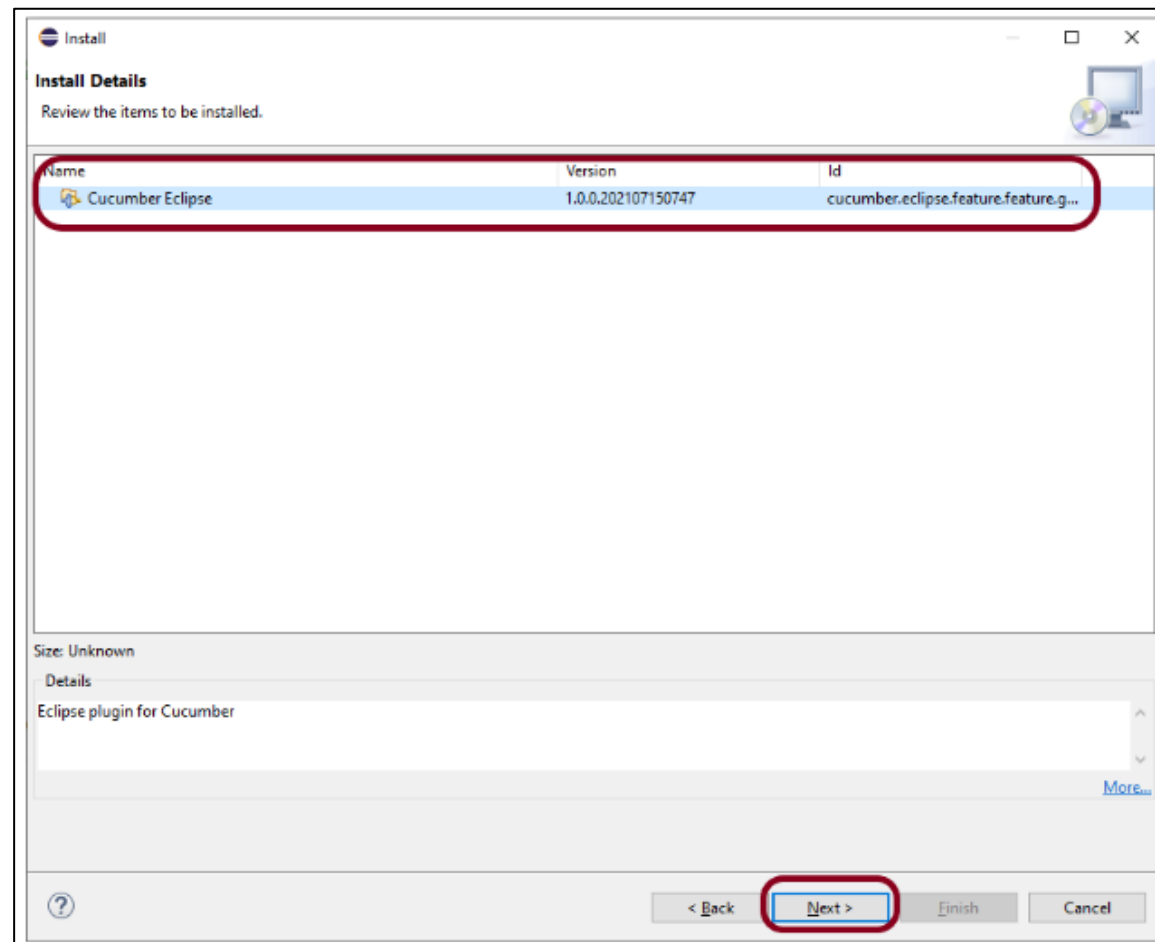 Install
Install Details
Review the items to be installed.
Name Version Id
Cucumber Eclipse 1.0.0.202107150747 cucumber.eclipse.feature.feature.g...
Size: Unknown
Details
Eclipse plugin for Cucumber
More...
? < Back Next > Finish Cancel